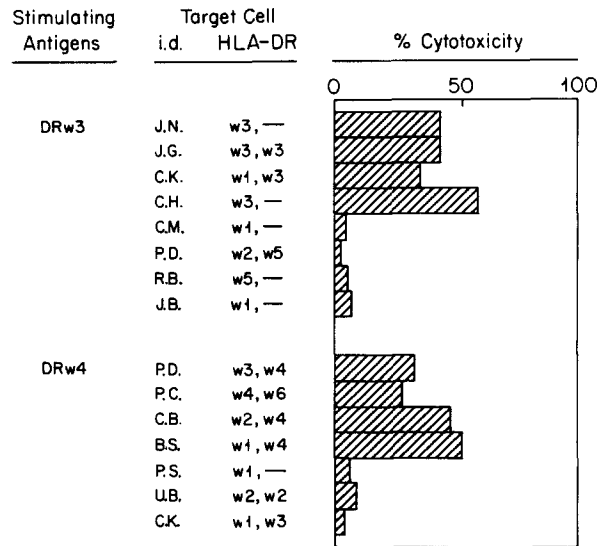 Stimulating Antigens
Target Cell
i.d. HLA-DR
% Cytotoxicity
0 50 100
DRw3
J.N. w3, —
J.G. w3, w3
C.K. w1, w3
C.H. w3, —
C.M. w1, —
P.D. w2, w5
R.B. w5, —
J.B. w1, —
DRw4
P.D. w3, w4
P.C. w4, w6
C.B. w2, w4
B.S. w1, w4
P.S. w1, —
U.B. w2, w2
C.K. w1, w3